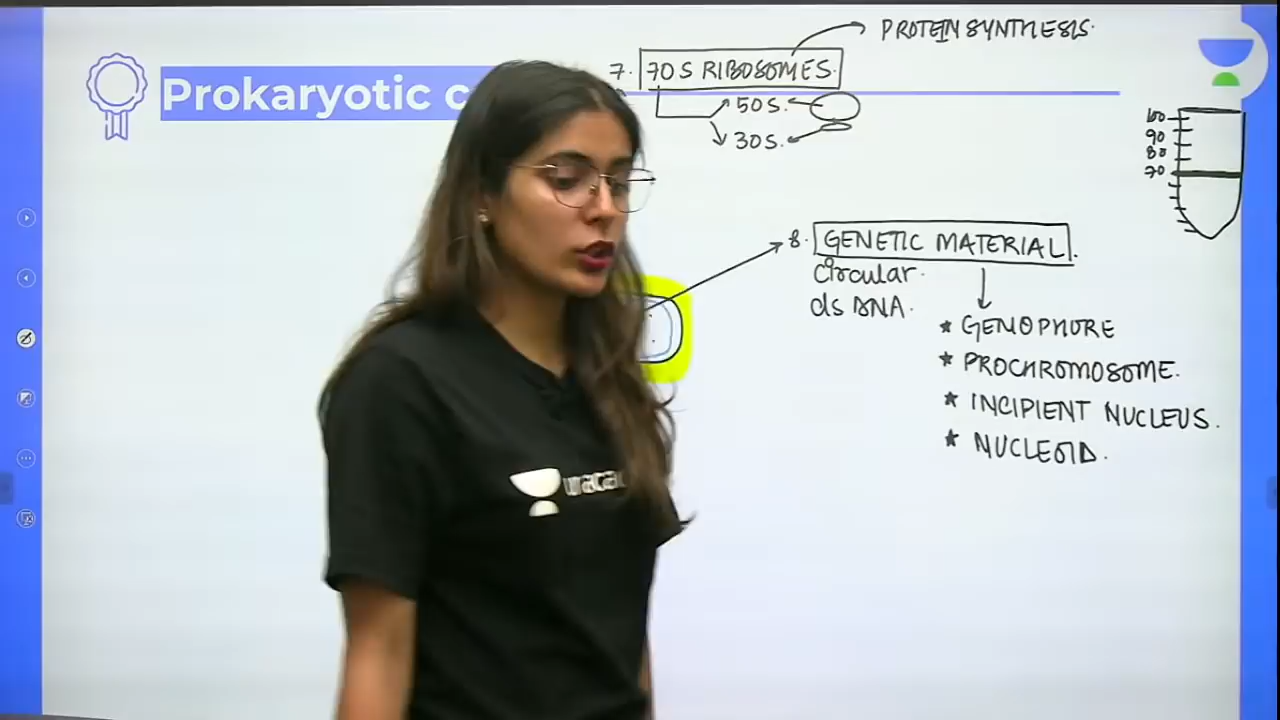 PROTEIN SYNTHESIS.
7. 70S RIBOSOMES.
Prokaryotic c
50S.
30S.
100
90
80
70
8. GENETIC MATERIAL.
Circular.
ds DNA.
* GENOPHORE
* PROCHROMOSOME.
* INCIPIENT NUCLEUS.
* NUCLEOID.